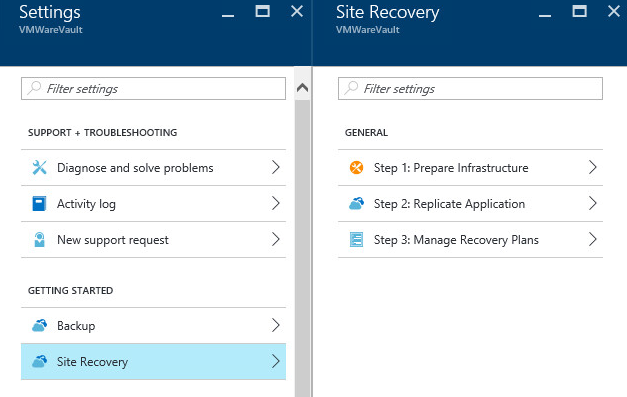 Settings
VMWareVault
Filter settings
SUPPORT + TROUBLESHOOTING
Diagnose and solve problems
Activity log
New support request
GETTING STARTED
Backup
Site Recovery
Site Recovery
VMWareVault
Filter settings
GENERAL
Step 1: Prepare Infrastructure
Step 2: Replicate Application
Step 3: Manage Recovery Plans